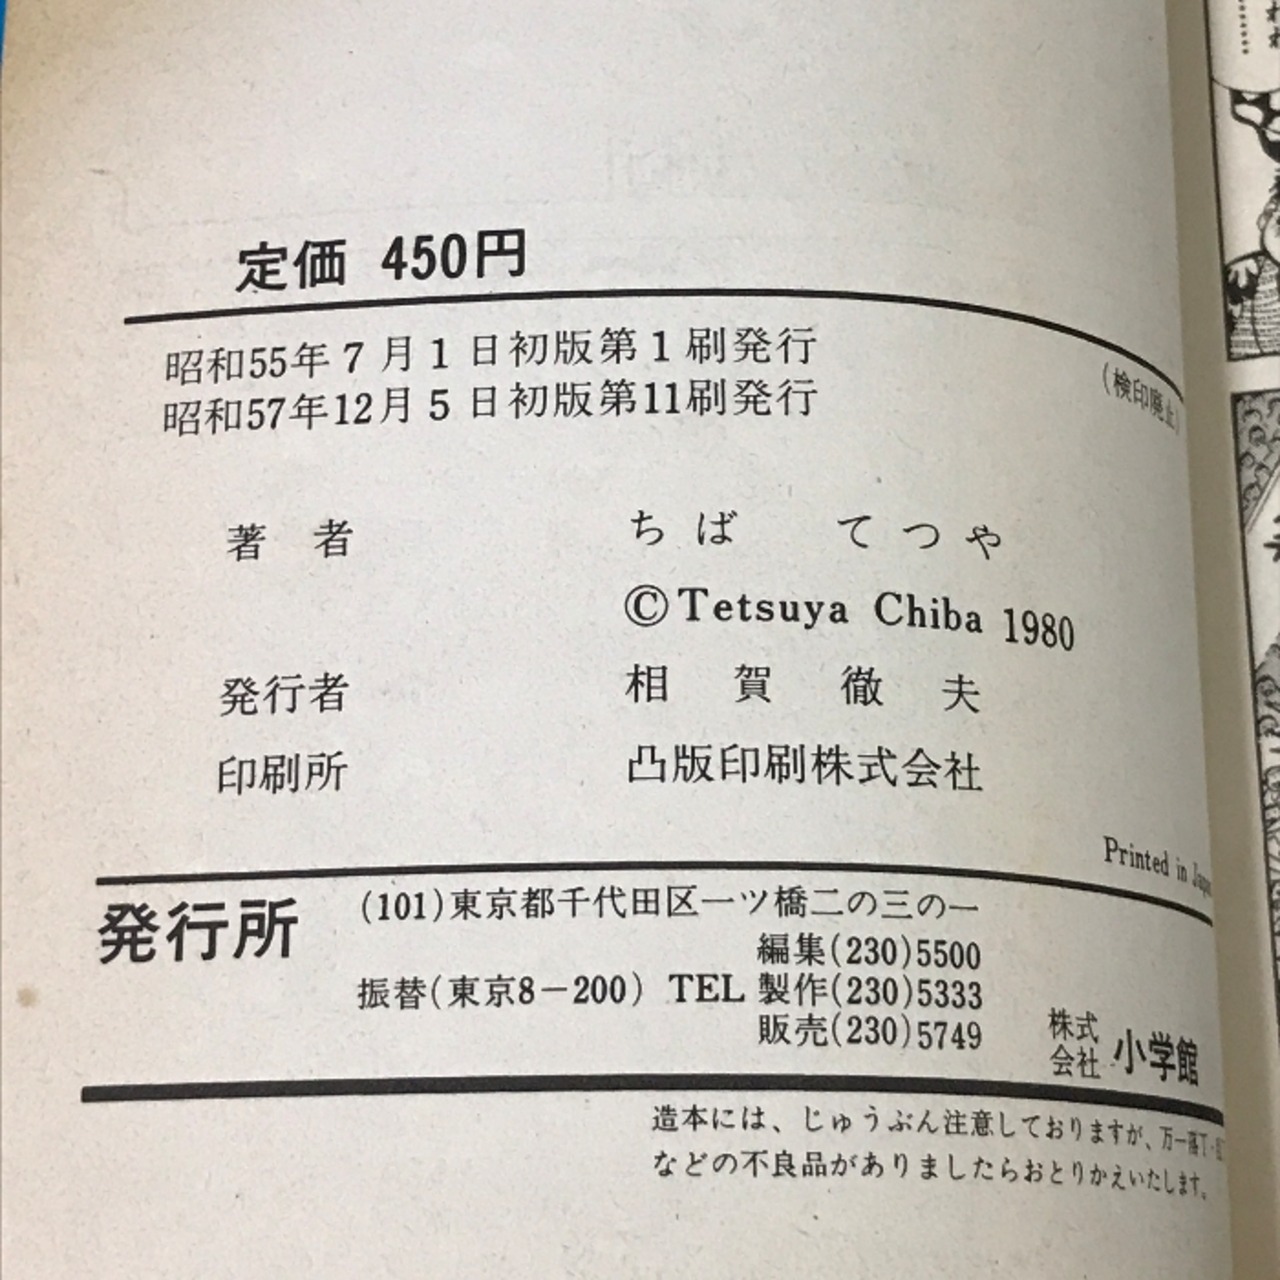 定価 450円
昭和55年7月1日初版第1刷発行
昭和57年12月5日初版第11刷発行
(検印廃止)
著者 ちば てつや
©Tetsuya Chiba 1980
発行者 相賀徹夫
印刷所 凸版印刷株式会社
Printed in Japan
発行所 (101)東京都千代田区一ツ橋二の三の一
編集(230)5500
振替(東京8-200) TEL 製作(230)5333
販売(230)5749
株式会社 小学館
造本には、じゅうぶん注意しておりますが、万一落丁・
などの不良品がありましたらおとりかえいたします。